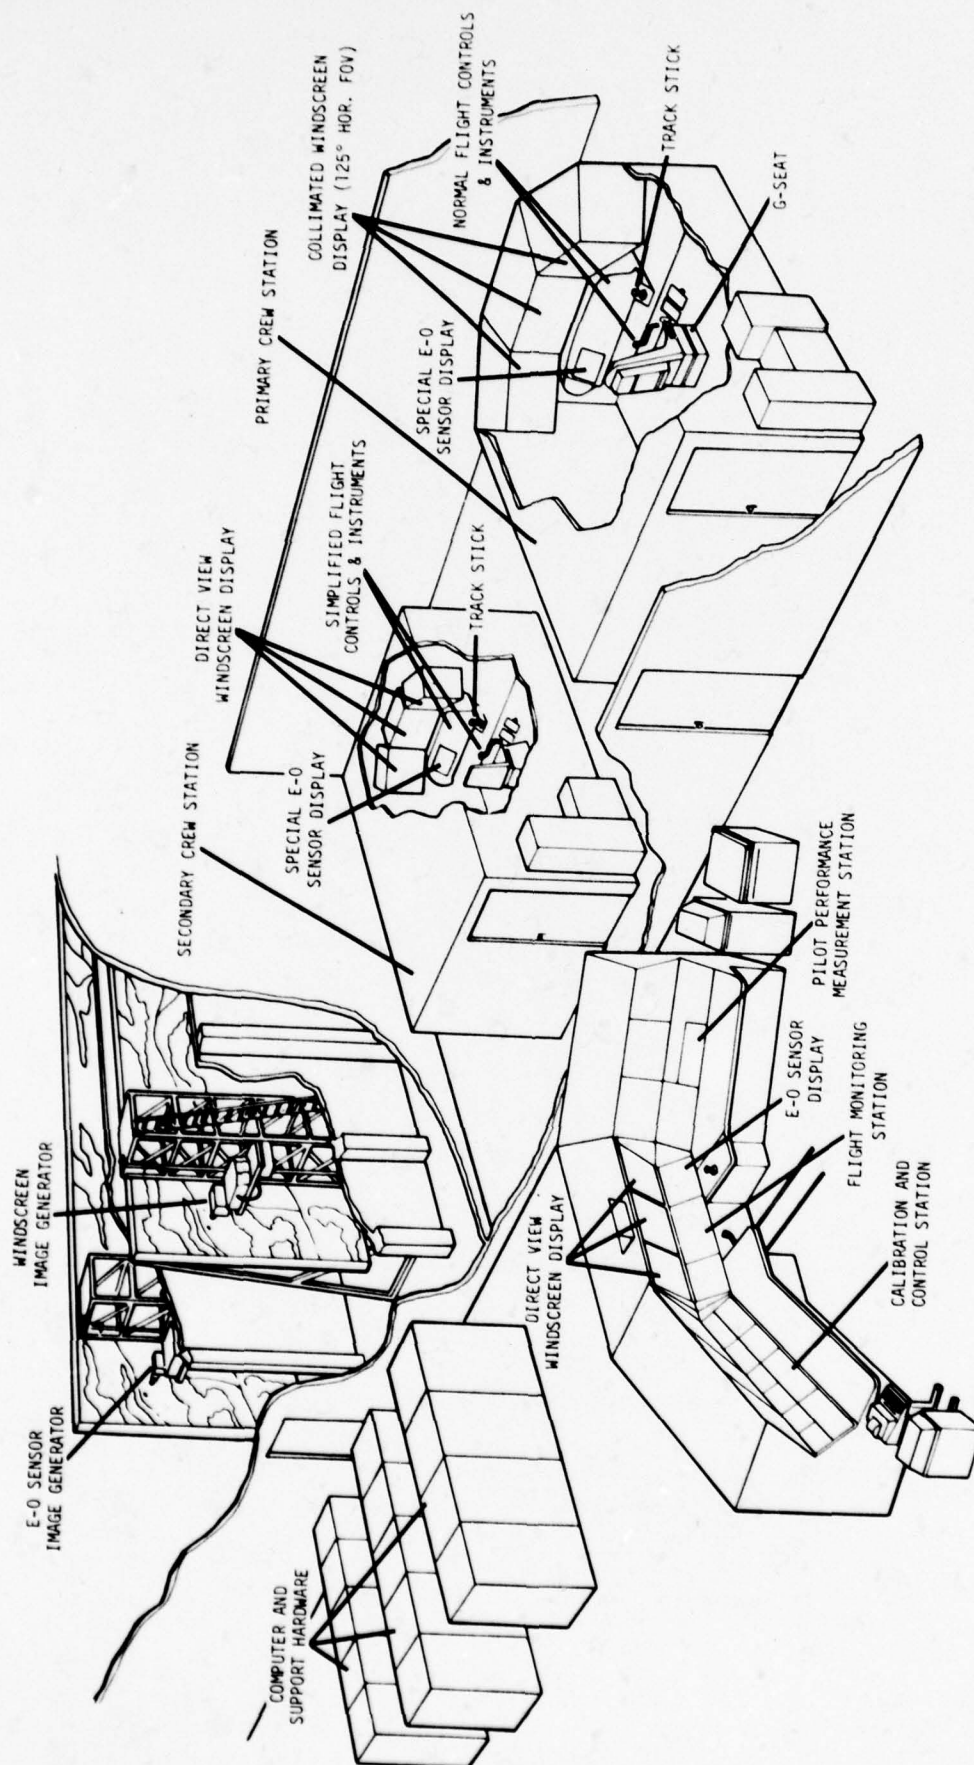 E-O SENSOR
IMAGE GENERATOR
WINDSCREEN
IMAGE GENERATOR
SECONDARY CREW STATION
DIRECT VIEW
WINDSCREEN DISPLAY
PRIMARY CREW STATION
COLLIMATED WINDSCREEN
DISPLAY (125° HOR. FOV)
SPECIAL E-O
SENSOR DISPLAY
SIMPLIFIED FLIGHT
CONTROLS & INSTRUMENTS
TRACK STICK
SPECIAL E-O
SENSOR DISPLAY
NORMAL FLIGHT CONTROLS
& INSTRUMENTS
TRACK STICK
G-SEAT
COMPUTER AND
SUPPORT HARDWARE
DIRECT VIEW
WINDSCREEN DISPLAY
CALIBRATION AND
CONTROL STATION
FLIGHT MONITORING
STATION
E-O SENSOR
DISPLAY
PILOT PERFORMANCE
MEASUREMENT STATION